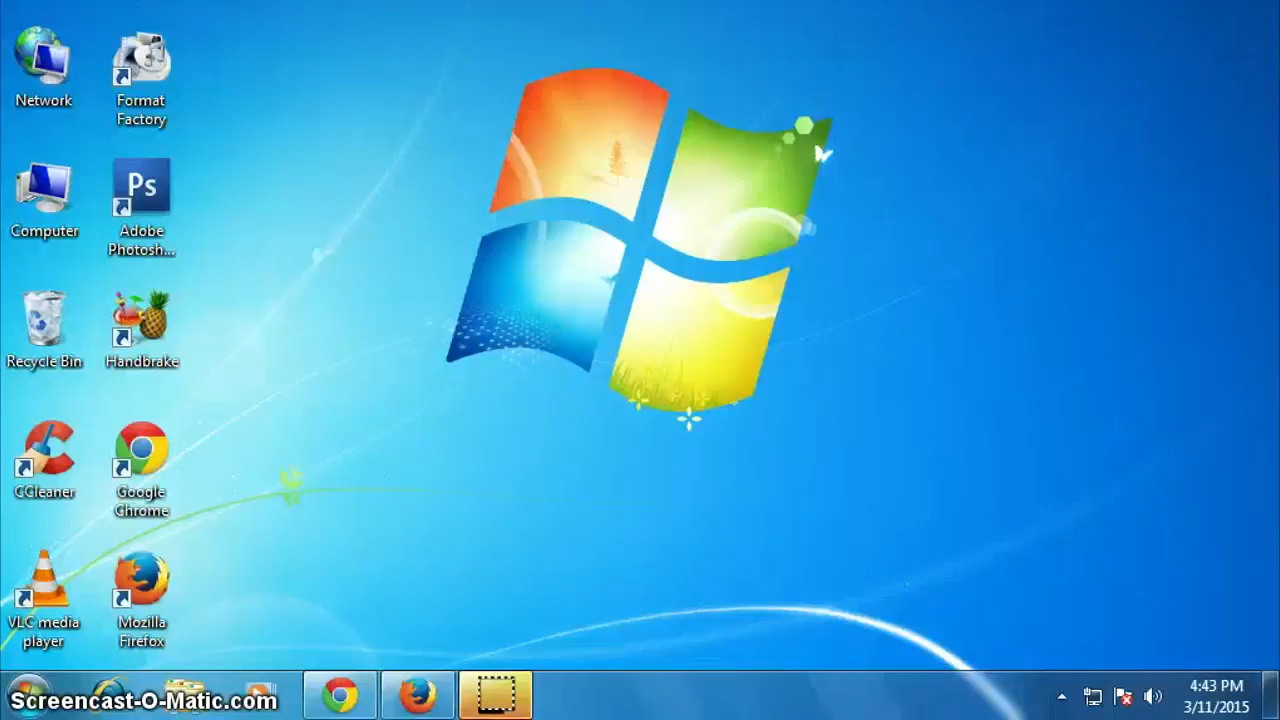 Network
Format
Factory
Computer
Ps
Adobe
Photosh...
Recycle Bin
Handbrake
CCleaner
Google
Chrome
VLC media
player
Mozilla
Firefox
Screencast-O-Matic.com
4:43 PM
3/11/2015